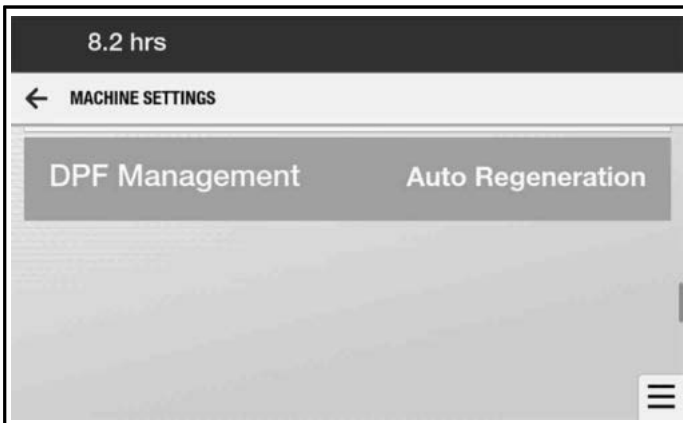 8.2 hrs
MACHINE SETTINGS
DPF Management Auto Regeneration